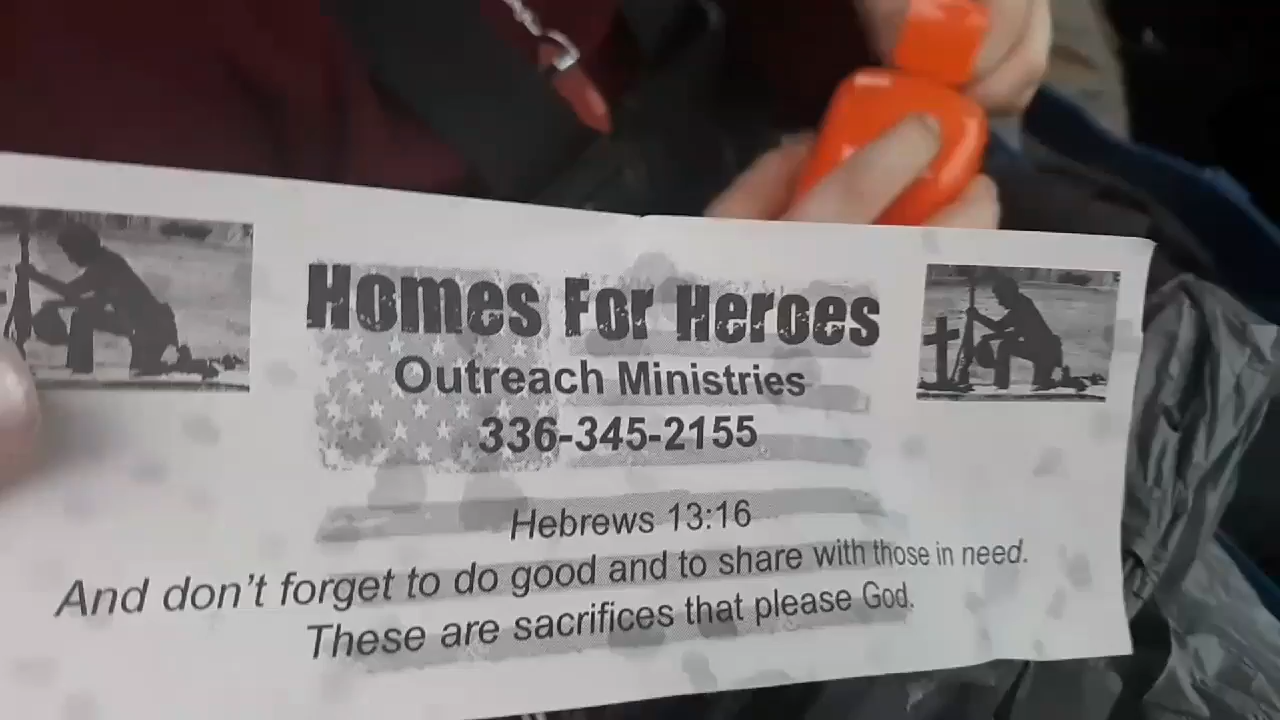 Homes For Heroes
Outreach Ministries
336-345-2155
Hebrews 13:16
And don't forget to do good and to share with those in need.
These are sacrifices that please God.